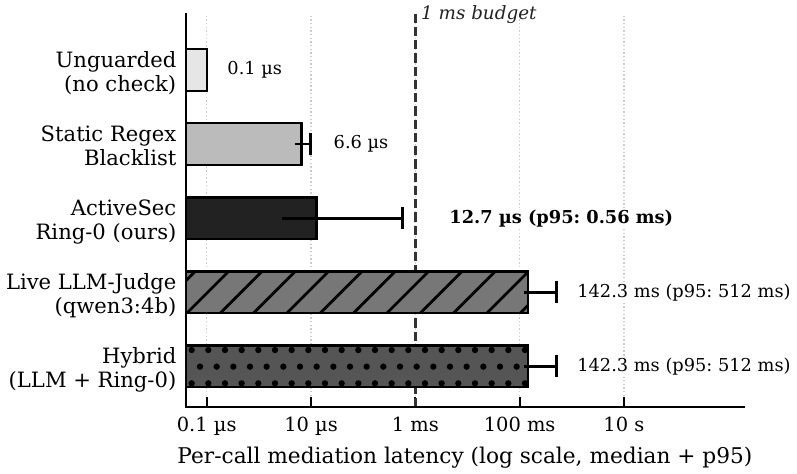 1 ms budget
Unguarded
(no check)
0.1 µs
Static Regex
Blacklist
6.6 µs
ActiveSec
Ring-0 (ours)
12.7 µs (p95: 0.56 ms)
Live LLM-Judge
(qwen3:4b)
142.3 ms (p95: 512 ms)
Hybrid
(LLM + Ring-0)
142.3 ms (p95: 512 ms)
0.1 µs 10 µs 1 ms 100 ms 10 s
Per-call mediation latency (log scale, median + p95)